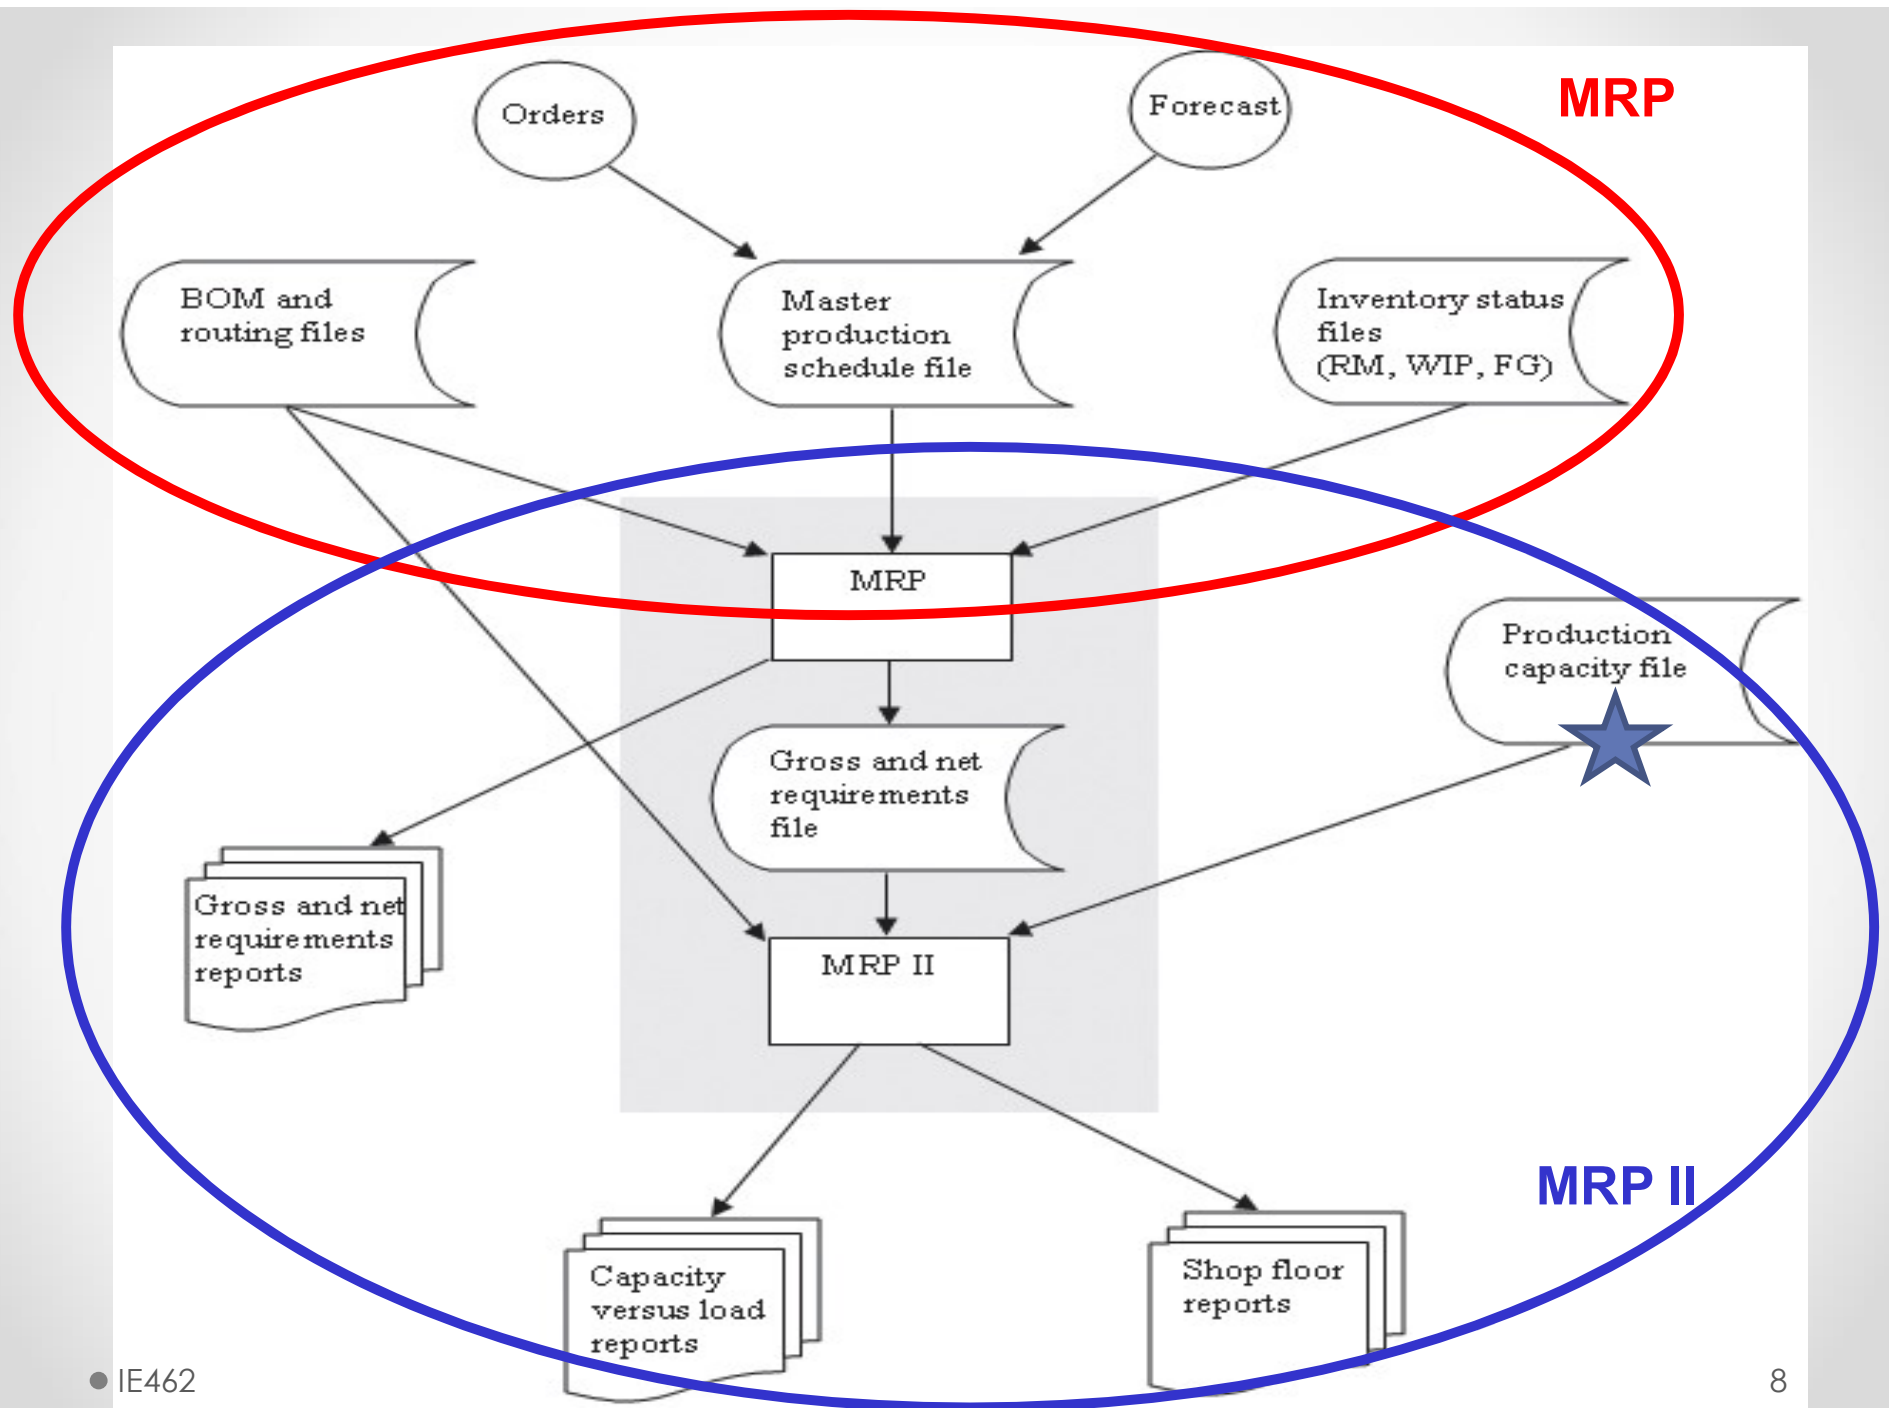 MRP
Orders
Forecast
BOM and
routing files
Master
production
schedule file
Inventory status
files
(RM, WIP, FG)
MRP
Production
capacity file
Gross and net
requirements
file
Gross and net
requirements
reports
MRP II
MRP II
Capacity
versus load
reports
Shop floor
reports
IE462
8